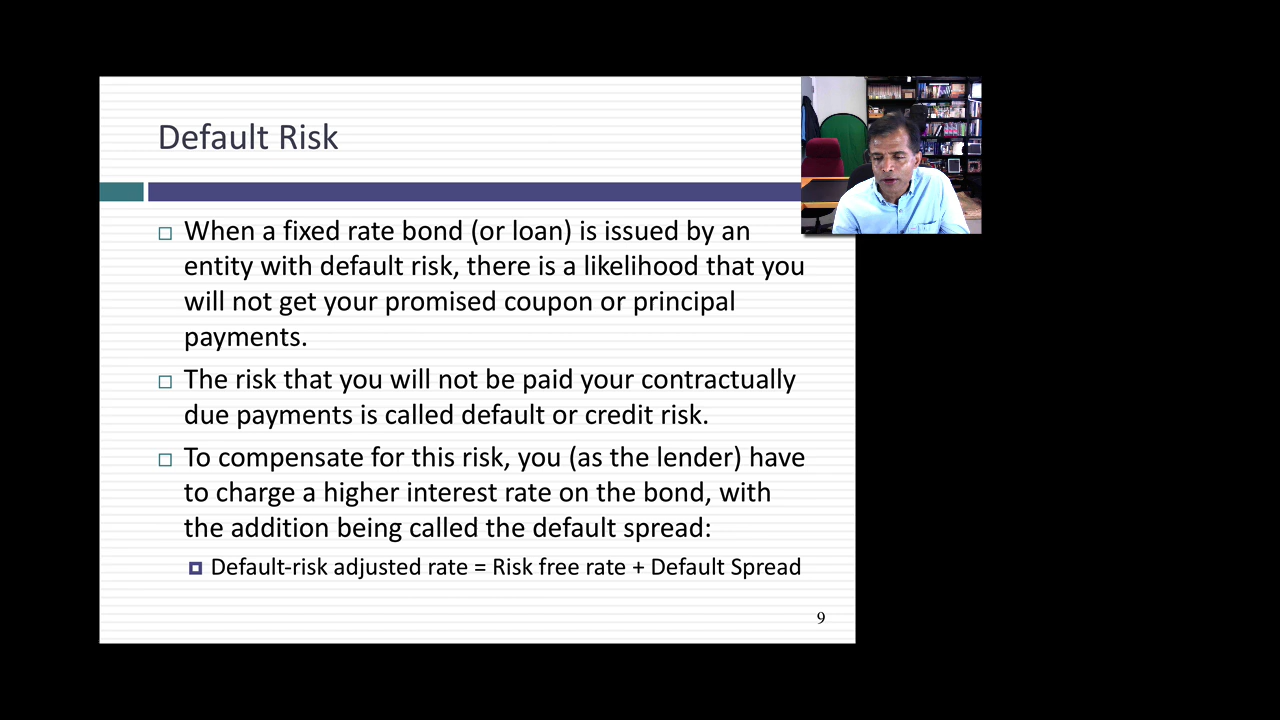 Default Risk
When a fixed rate bond (or loan) is issued by an
entity with default risk, there is a likelihood that you
will not get your promised coupon or principal
payments.
The risk that you will not be paid your contractually
due payments is called default or credit risk.
To compensate for this risk, you (as the lender) have
to charge a higher interest rate on the bond, with
the addition being called the default spread:
Default-risk adjusted rate = Risk free rate + Default Spread
9